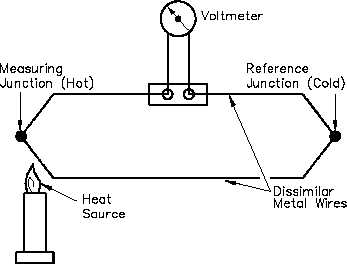 Voltmeter
Measuring
Junction (Hot)
Reference
Junction (Cold)
Heat
Source
Dissimilar
Metal Wires